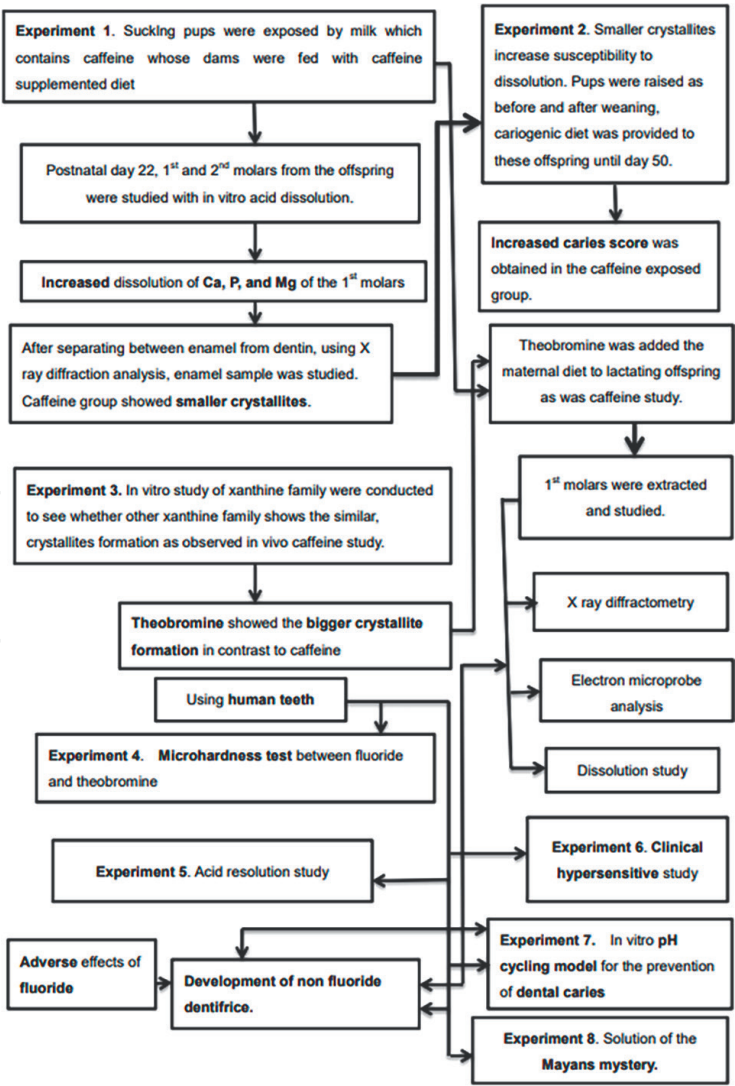 Experiment 1. SuckIng pups were exposed by milk which
contains caffeine whose dams were fed with caffeine
supplemented diet
Postnatal day 22, 1st and 2nd molars from the offspring
were studied with in vitro acid dissolution.
Increased dissolution of Ca, P, and Mg of the 1st molars
After separating between enamel from dentin, using X
ray diffraction analysis, enamel sample was studied.
Caffeine group showed smaller crystallites.
Experiment 2. Smaller crystallites
increase susceptibility to
dissolution. Pups were raised as
before and after weaning,
cariogenic diet was provided to
these offspring until day 50.
Increased caries score was
obtained in the caffeine exposed
group.
Theobromine was added the
maternal diet to lactating offspring
as was caffeine study.
1st molars were extracted
and studied.
X ray diffractometry
Electron microprobe
analysis
Dissolution study
Experiment 3. In vitro study of xanthine family were conducted
to see whether other xanthine family shows the similar,
crystallites formation as observed in vivo caffeine study.
Theobromine showed the bigger crystallite
formation in contrast to caffeine
Using human teeth
Experiment 4. Microhardness test between fluoride
and theobromine
Experiment 5. Acid resolution study
Experiment 6. Clinical
hypersensitive study
Adverse effects of
fluoride
Development of non fluoride
dentifrice.
Experiment 7. In vitro pH
cycling model for the prevention
of dental caries
Experiment 8. Solution of the
Mayans mystery.